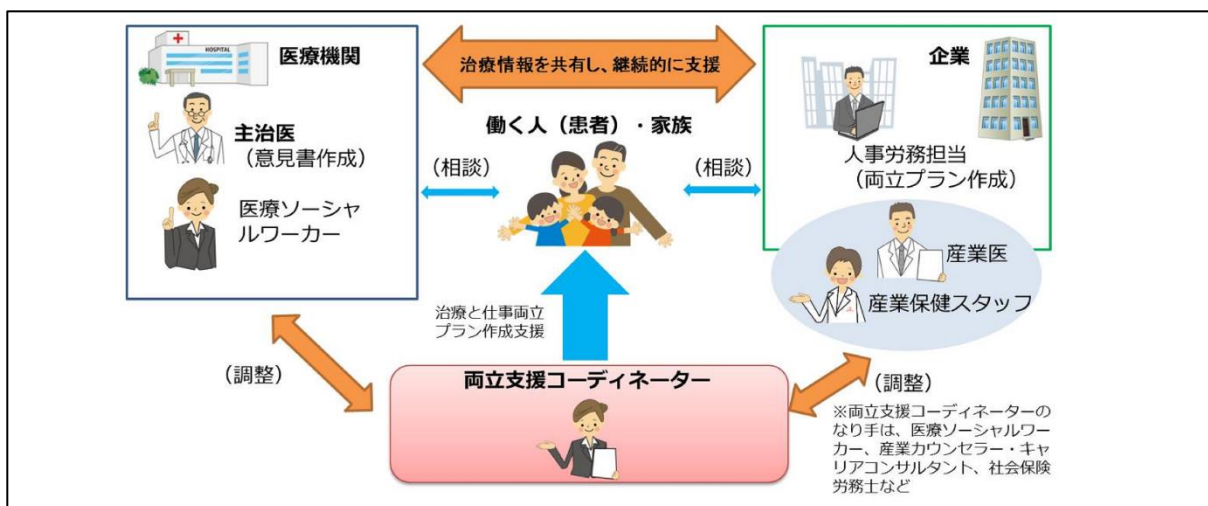 HOSPITAL
医療機関
主治医
（意見書作成）
医療ソーシャ
ルワーカー
治療情報を共有し、継続的に支援
働く人（患者）・家族
（相談）
（相談）
企業
人事労務担当
（両立プラン作成）
産業医
産業保健スタッフ
治療と仕事両立
プラン作成支援
（調整）
両立支援コーディネーター
（調整）
※両立支援コーディネーターの
なり手は、医療ソーシャルワー
カー、産業カウンセラー・キャ
リアコンサルタント、社会保険
労務士など